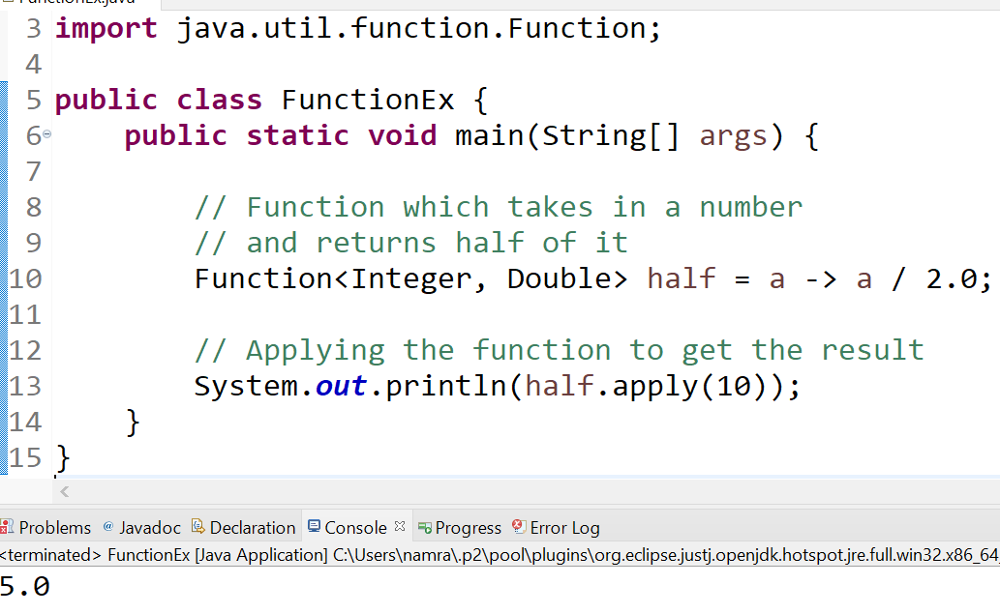 FunctionEx.java
3 import java.util.function.Function;
4
5 public class FunctionEx {
6 public static void main(String[] args) {
7
8 // Function which takes in a number
9 // and returns half of it
10 Function<Integer, Double> half = a -> a / 2.0;
11
12 // Applying the function to get the result
13 System.out.println(half.apply(10));
14 }
15 }
Problems @ Javadoc Declaration Console Progress Error Log
<terminated> FunctionEx [Java Application] C:\Users\namra\.p2\pool\plugins\org.eclipse.justj.openjdk.hotspot.jre.full.win32.x86_64
5.0